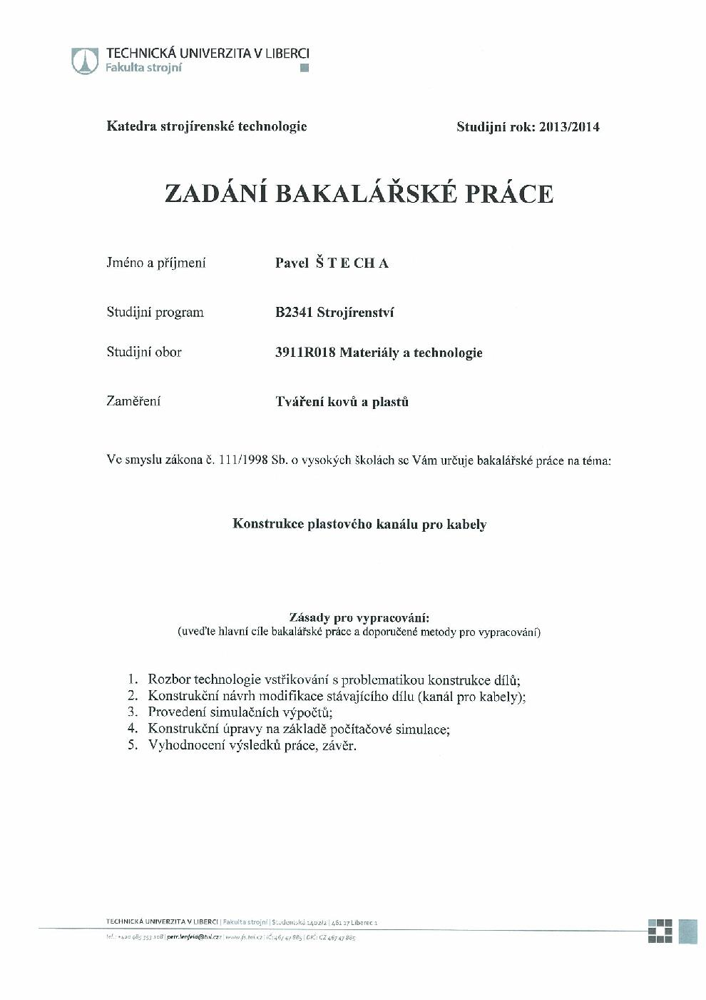 TECHNICKÁ UNIVERZITA V LIBERCI
Fakulta strojní
Katedra strojírenské technologie Studijní rok: 2013/2014
ZADÁNÍ BAKALÁŘSKÉ PRÁCE
Jméno a příjmení Pavel Š T E CH A
Studijní program B2341 Strojírenství
Studijní obor 3911R018 Materiály a technologie
Zaměření Tváření kovů a plastů
Ve smyslu zákona č. 111/1998 Sb. o vysokých školách se Vám určuje bakalářské práce na téma:
Konstrukce plastového kanálu pro kabely
Zásady pro vypracování:
(uveďte hlavní cíle bakalářské práce a doporučené metody pro vypracování)
1. Rozbor technologie vstřikování s problematikou konstrukce dílů;
2. Konstrukční návrh modifikace stávajícího dílu (kanál pro kabely);
3. Provedení simulačních výpočtů;
4. Konstrukční úpravy na základě počítačové simulace;
5. Vyhodnocení výsledků práce, závěr.
TECHNICKÁ UNIVERZITA V LIBERCI | Fakulta strojní | Studentská 1402/2 | 461 17 Liberec 1
tel.: +420 485 353 108 | petr.lenfeld@tul.cz | www.fs.tul.cz | IČ: 467 47 885 | DIČ: CZ 467 47 885